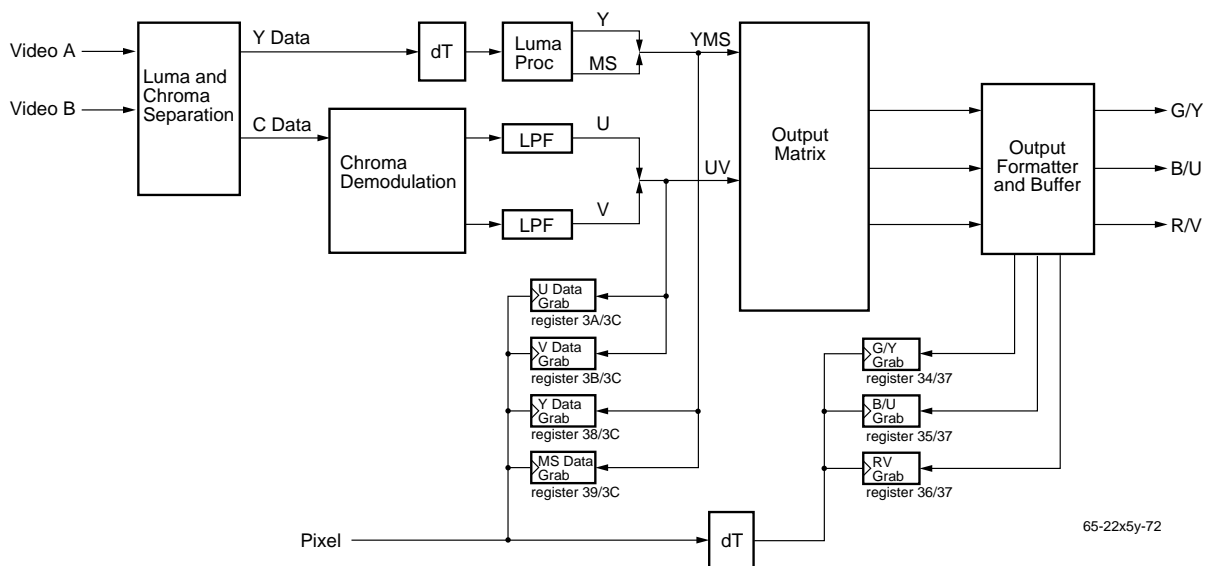 Video A
Video B
Luma and
Chroma
Separation
Y Data
C Data
dT
Luma
Proc
Y
MS
YMS
Chroma
Demodulation
LPF
LPF
U
V
UV
Output
Matrix
Output
Formatter
and Buffer
G/Y
B/U
R/V
U Data
Grab
register 3A/3C
V Data
Grab
register 3B/3C
Y Data
Grab
register 38/3C
MS Data
Grab
register 39/3C
G/Y
Grab
register 34/37
B/U
Grab
register 35/37
RV
Grab
register 36/37
Pixel
dT
65-22x5y-72